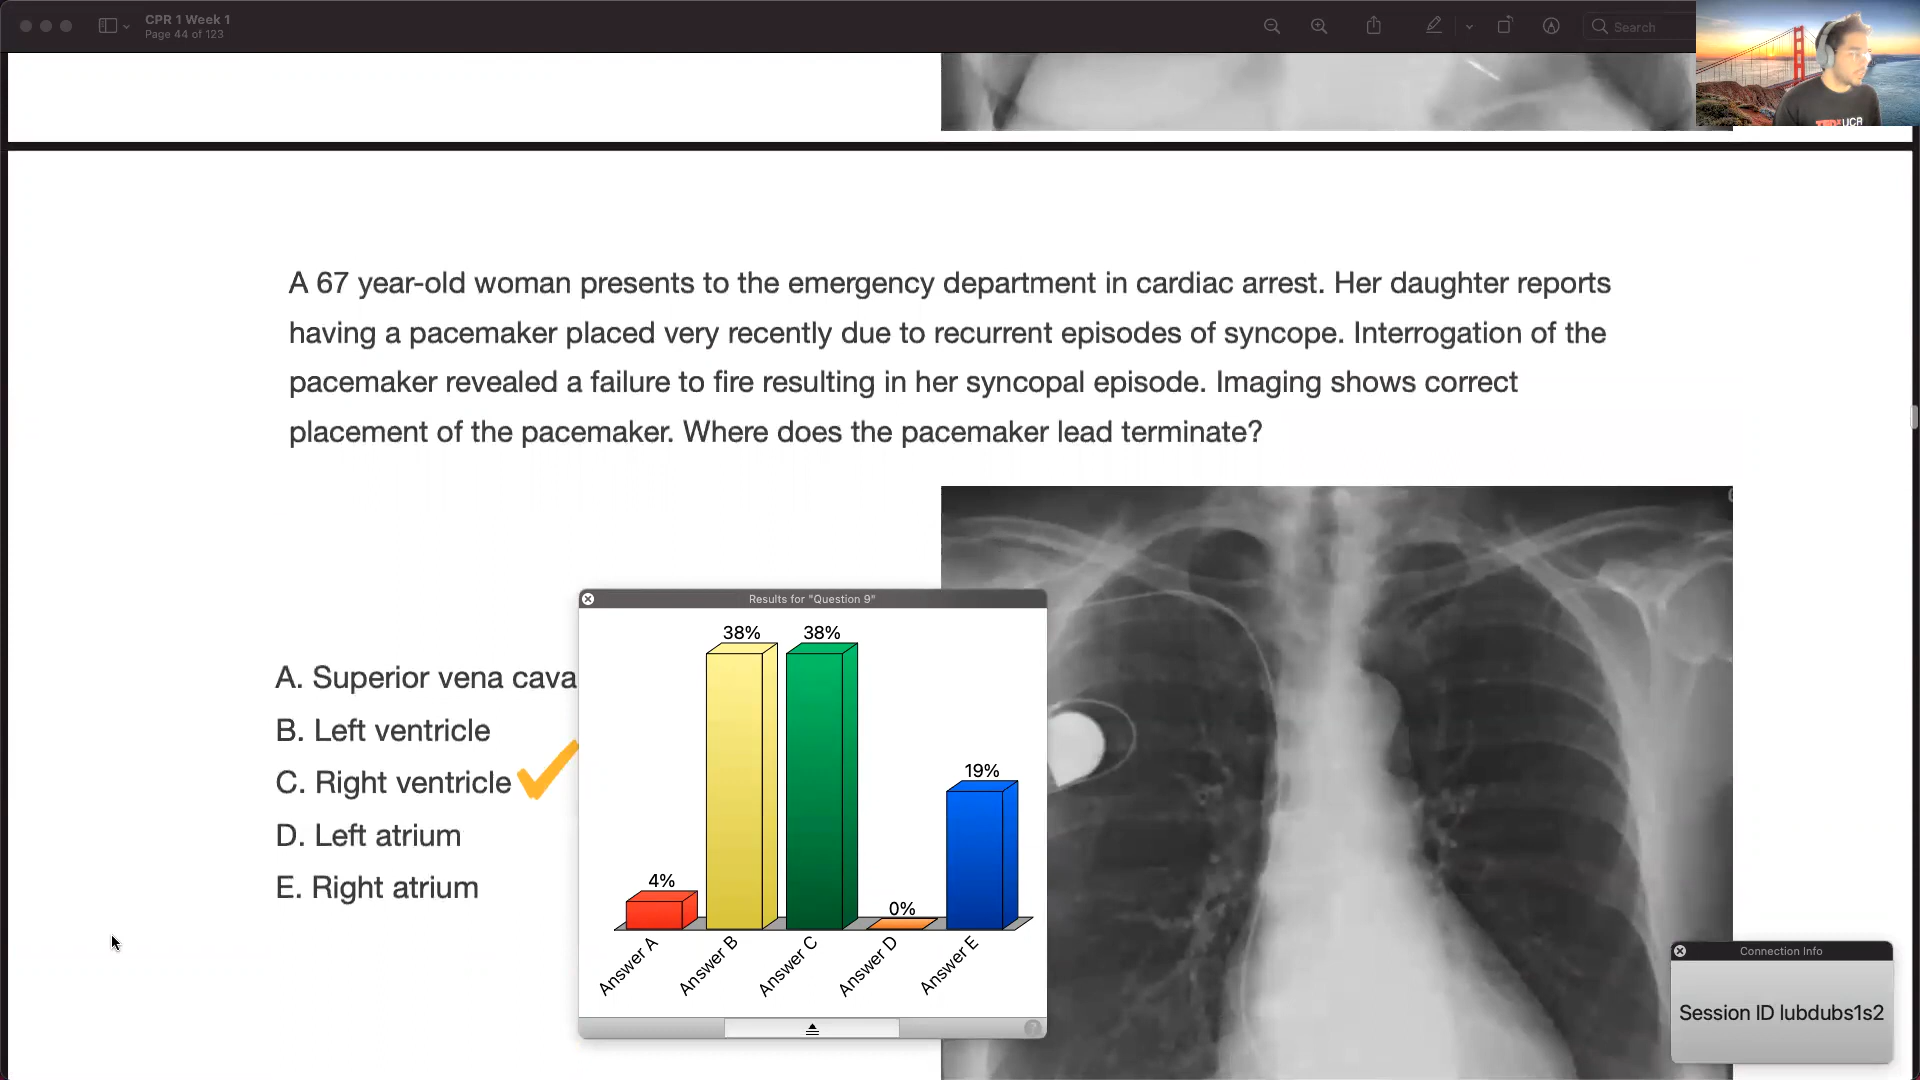 CPR 1 Week 1
Page 44 of 123
Search
UCR
A 67 year-old woman presents to the emergency department in cardiac arrest. Her daughter reports
having a pacemaker placed very recently due to recurrent episodes of syncope. Interrogation of the
pacemaker revealed a failure to fire resulting in her syncopal episode. Imaging shows correct
placement of the pacemaker. Where does the pacemaker lead terminate?
A. Superior vena cava
B. Left ventricle
C. Right ventricle
D. Left atrium
E. Right atrium
Results for "Question 9"
38%
38%
19%
4%
0%
Answer A
Answer B
Answer C
Answer D
Answer E
?
Connection Info
Session ID lubdubs1s2